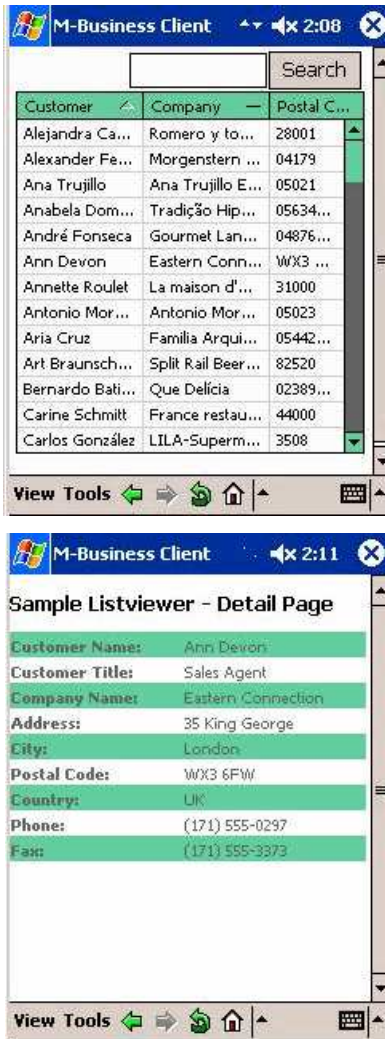 M-Business Client 2:08
Search
Customer Company Postal C...
Alejandra Ca... Romero y to... 28001
Alexander Fe... Morgenstern ... 04179
Ana Trujillo Ana Trujillo E... 05021
Anabela Dom... Tradição Hip... 05634...
André Fonseca Gourmet Lan... 04876...
Ann Devon Eastern Conn... WX3 ...
Annette Roulet La maison d'... 31000
Antonio Mor... Antonio Mor... 05023
Aria Cruz Familia Arqui... 05442...
Art Braunsch... Split Rail Beer... 82520
Bernardo Bati... Que Delícia 02389...
Carine Schmitt France restau... 44000
Carlos González LILA-Superm... 3508
View Tools
M-Business Client 2:11
Sample Listviewer - Detail Page
Customer Name: Ann Devon
Customer Title: Sales Agent
Company Name: Eastern Connection
Address: 35 King George
City: London
Postal Code: WX3 6FW
Country: UK
Phone: (171) 555-0297
Fax: (171) 555-3373
View Tools